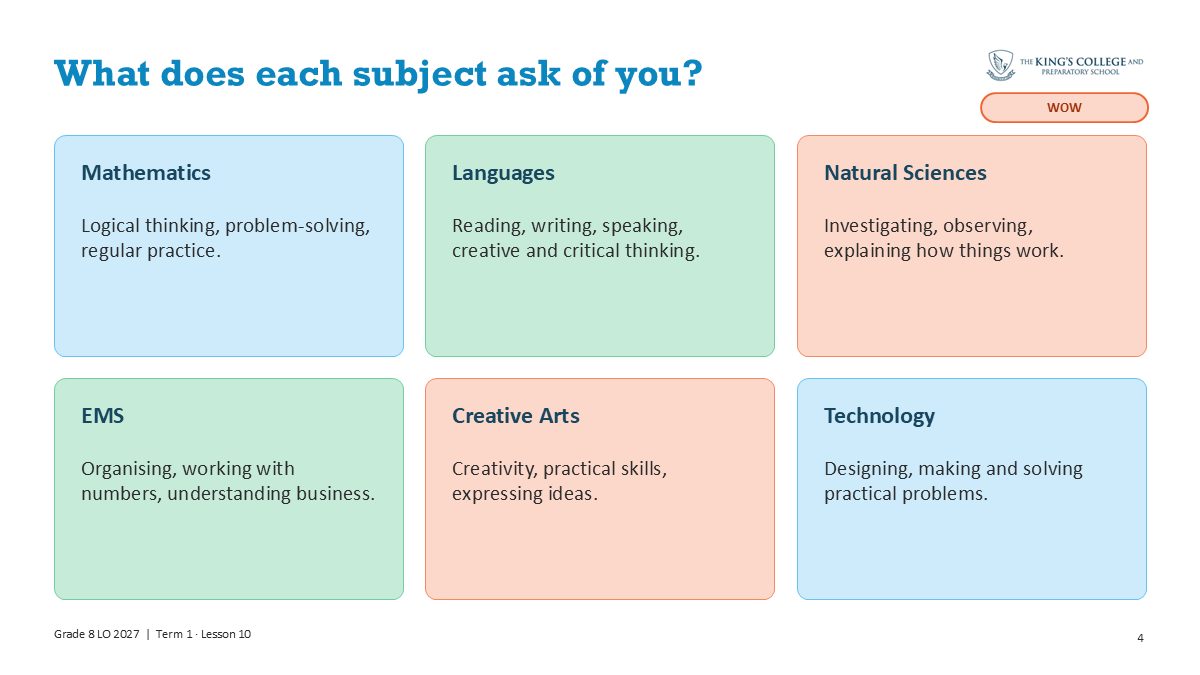 What does each subject ask of you?
THE KING'S COLLEGE AND
PREPARATORY SCHOOL
WOW
Mathematics
Logical thinking, problem-solving,
regular practice.
Languages
Reading, writing, speaking,
creative and critical thinking.
Natural Sciences
Investigating, observing,
explaining how things work.
EMS
Organising, working with
numbers, understanding business.
Creative Arts
Creativity, practical skills,
expressing ideas.
Technology
Designing, making and solving
practical problems.
Grade 8 LO 2027 | Term 1 · Lesson 10
4